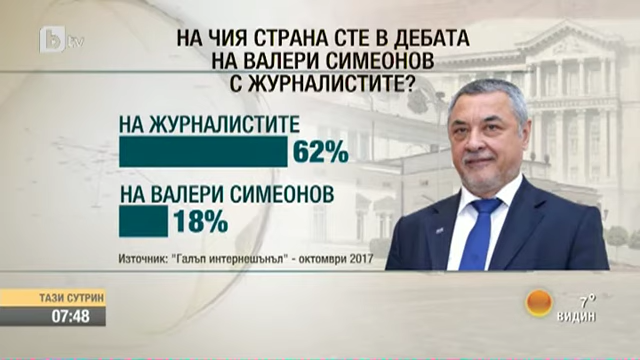 btv
НА ЧИЯ СТРАНА СТЕ В ДЕБАТА
НА ВАЛЕРИ СИМЕОНОВ
С ЖУРНАЛИСТИТЕ?
НА ЖУРНАЛИСТИТЕ
62%
НА ВАЛЕРИ СИМЕОНОВ
18%
Източник: "Галъп интернешънъл" - октомври 2017
ТАЗИ СУТРИН
07:48
7°
ВИДИН